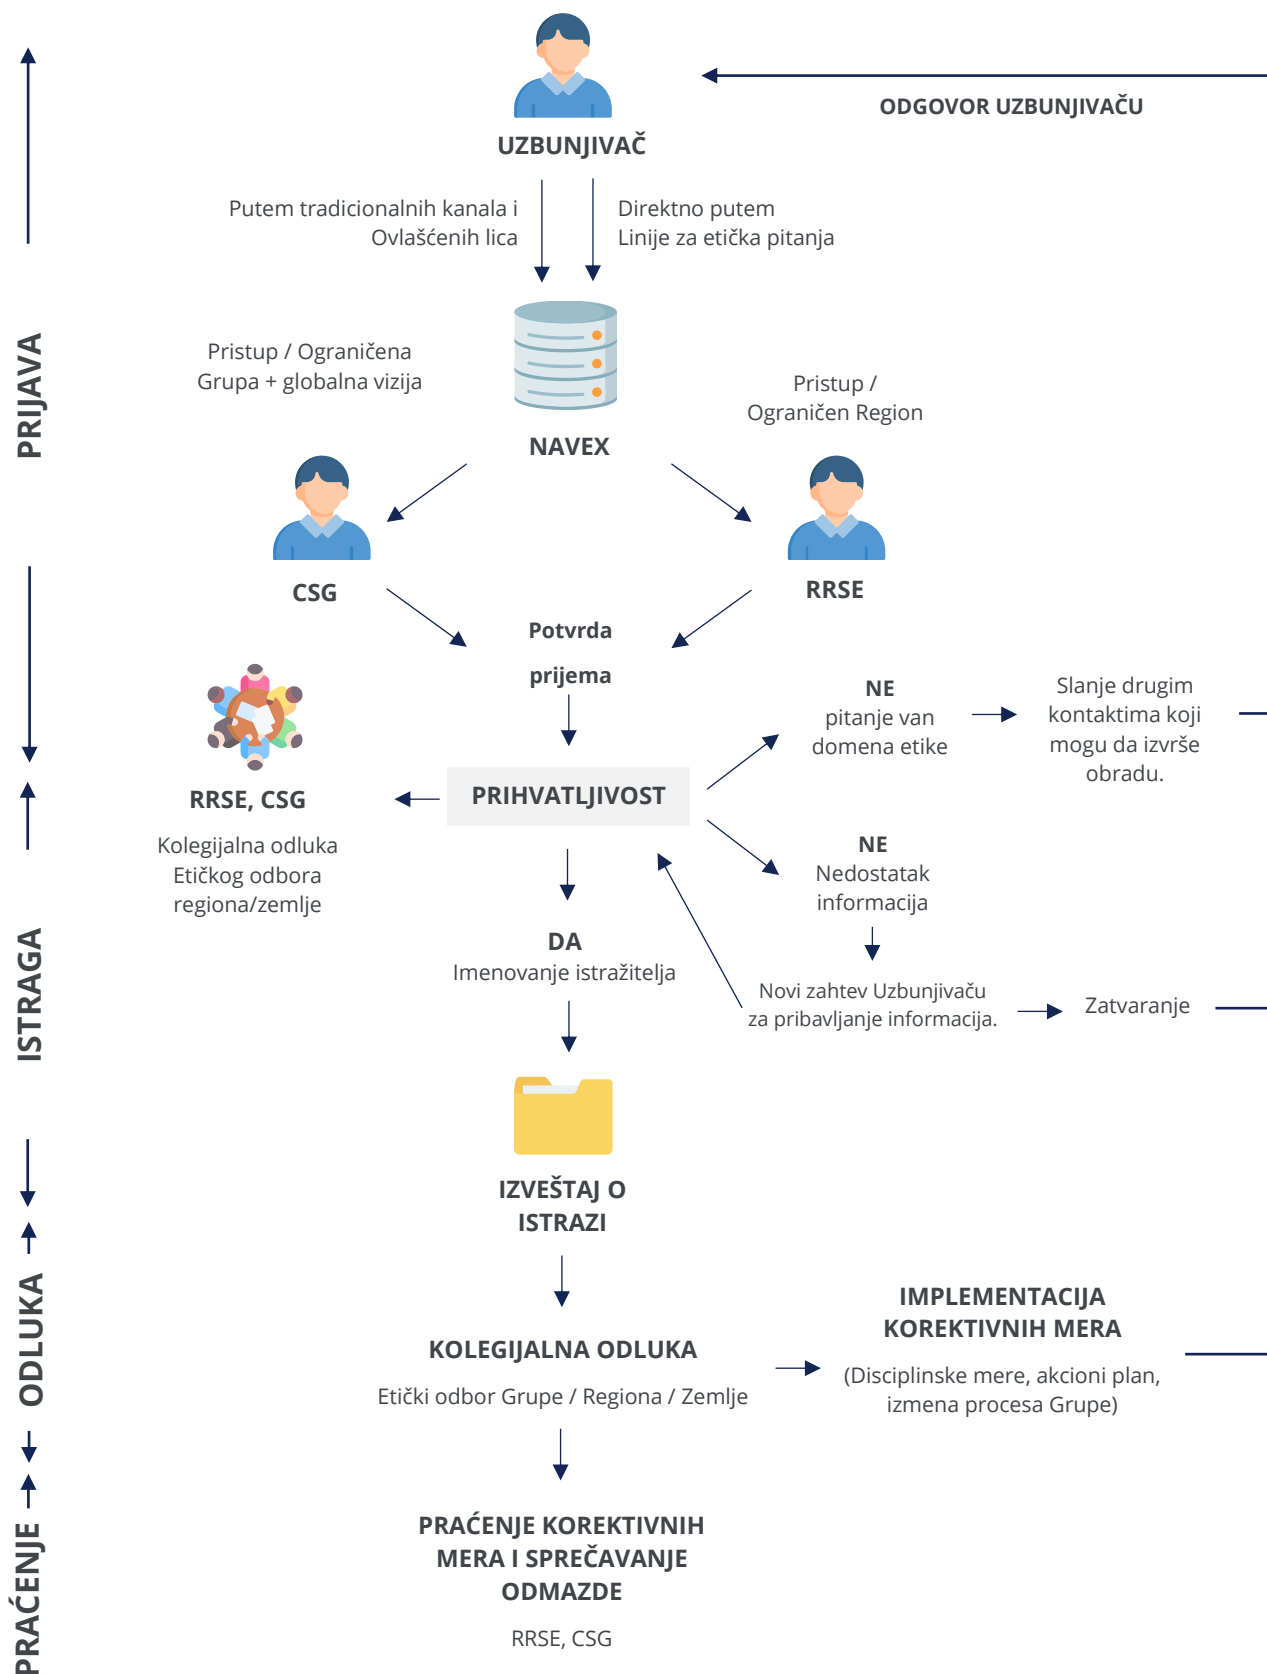 UZBUNJIVAČ
ODGOVOR UZBUNJIVAČU
Putem tradicionalnih kanala i
Ovlašćenih lica
Direktno putem
Linije za etička pitanja
PRIJAVA
Pristup / Ograničena
Grupa + globalna vizija
NAVEX
Pristup /
Ograničen Region
CSG
RRSE
Potvrda
prijema
NE
pitanje van
domena etike
Slanje drugim
kontaktima koji
mogu da izvrše
obradu.
PRIHVATLJIVOST
RRSE, CSG
Kolegijalna odluka
Etičkog odbora
regiona/zemlje
NE
Nedostatak
informacija
ISTRAGA
DA
Imenovanje istražitelja
Novi zahtev Uzbunjivaču
za pribavljanje informacija.
Zatvaranje
IZVEŠTAJ O
ISTRAZI
ODLUKA
KOLEGIJALNA ODLUKA
Etički odbor Grupe / Regiona / Zemlje
IMPLEMENTACIJA
KOREKTIVNIH MERA
(Disciplinske mere, akcioni plan,
izmena procesa Grupe)
PRAĆENJE
PRAĆENJE KOREKTIVNIH
MERA I SPREČAVANJE
ODMAZDE
RRSE, CSG